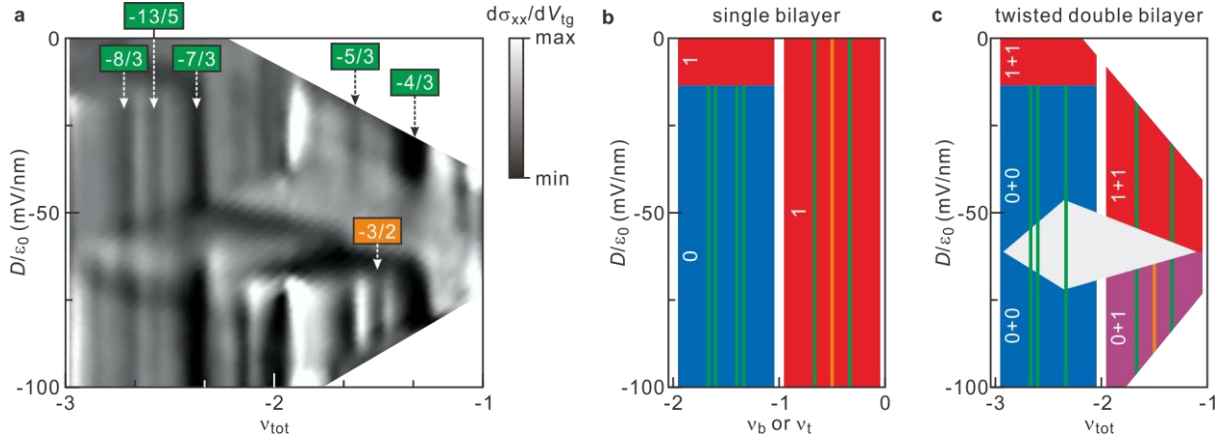 a
-13/5
-8/3
-7/3
-5/3
-4/3
-3/2
dσxx/dVtg
max
min
0
-50
-100
D/ε0 (mV/nm)
-3
-2
-1
νtot
b single bilayer
0
-50
-100
D/ε0 (mV/nm)
1
0
1
-2
-1
0
νb or νt
c twisted double bilayer
0
-50
-100
D/ε0 (mV/nm)
1+1
0+0
0+0
1+1
0+1
-3
-2
-1
νtot